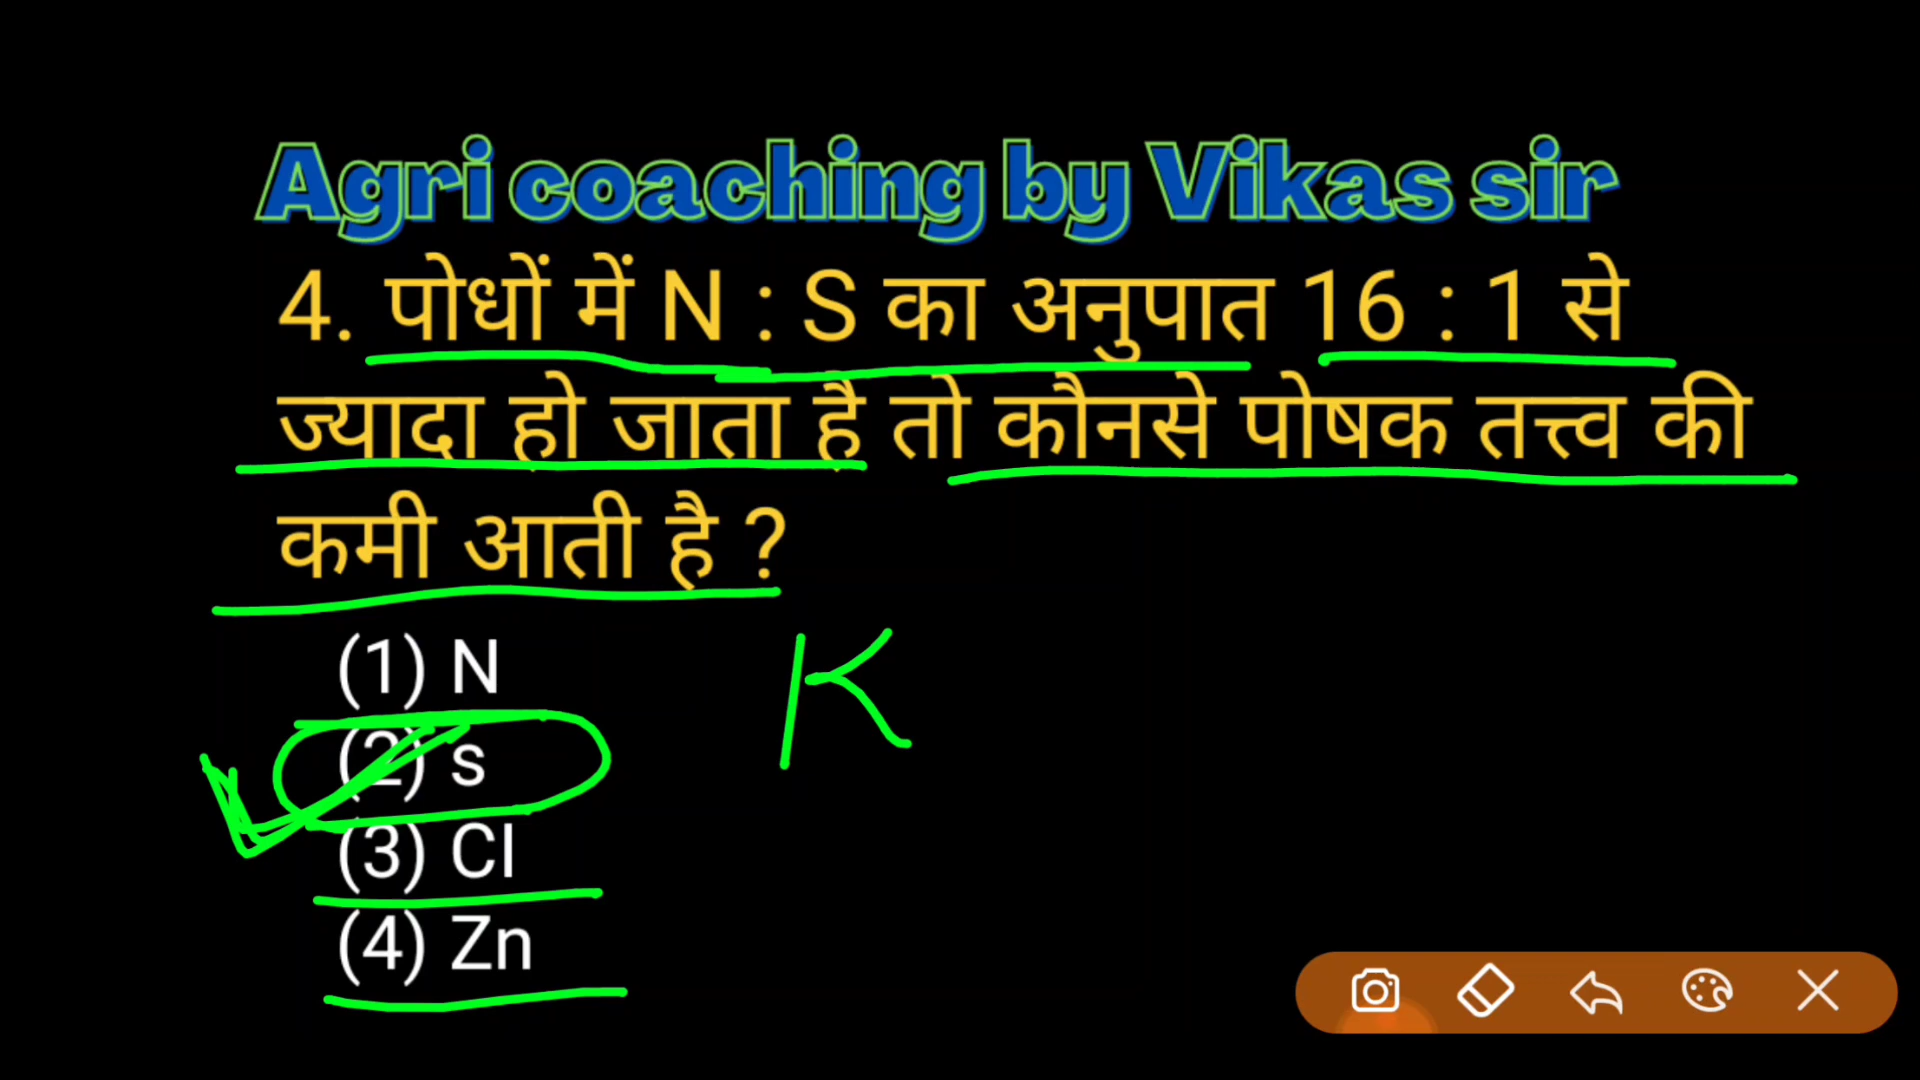 Agri coaching by Vikas sir
4. पोधों में N : S का अनुपात 16 : 1 से
ज्यादा हो जाता है तो कौनसे पोषक तत्त्व की
कमी आती है ?
(1) N
K
(2) s
(3) Cl
(4) Zn